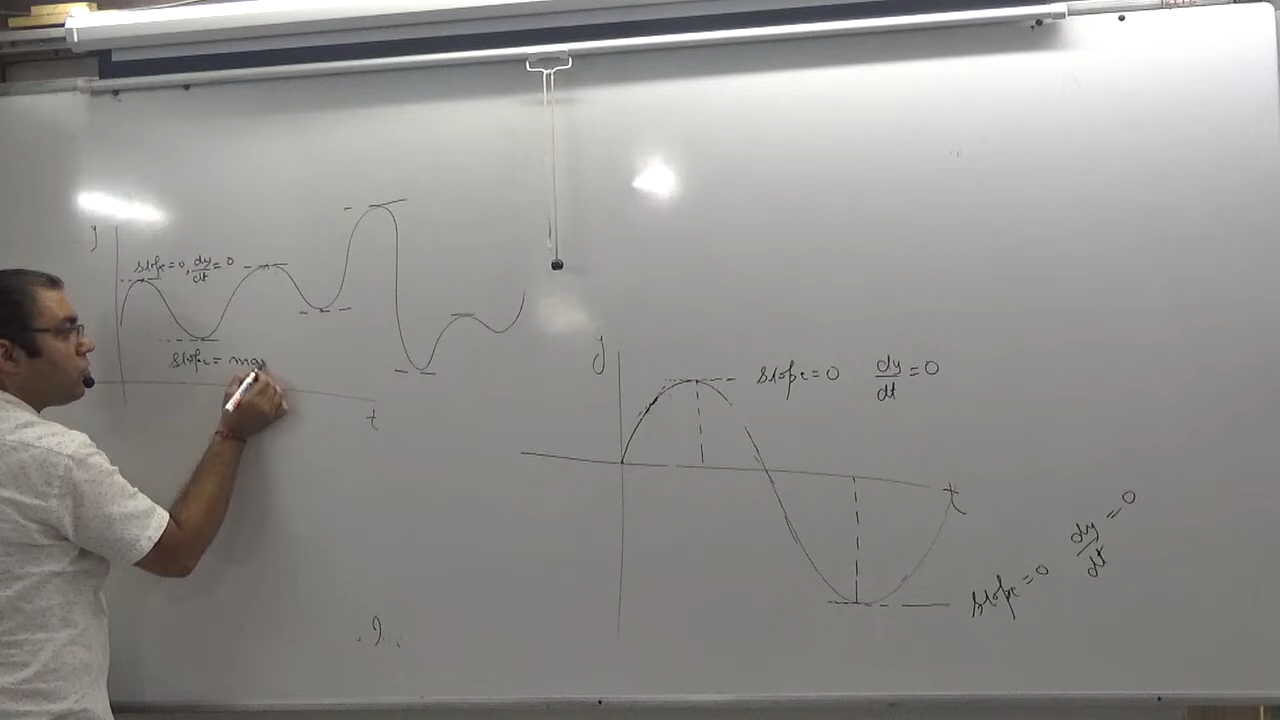 y
slope=0, dy/dt = 0
slope = max
t
y
slope=0 dy/dt = 0
t
slope=0 dy/dt = 0